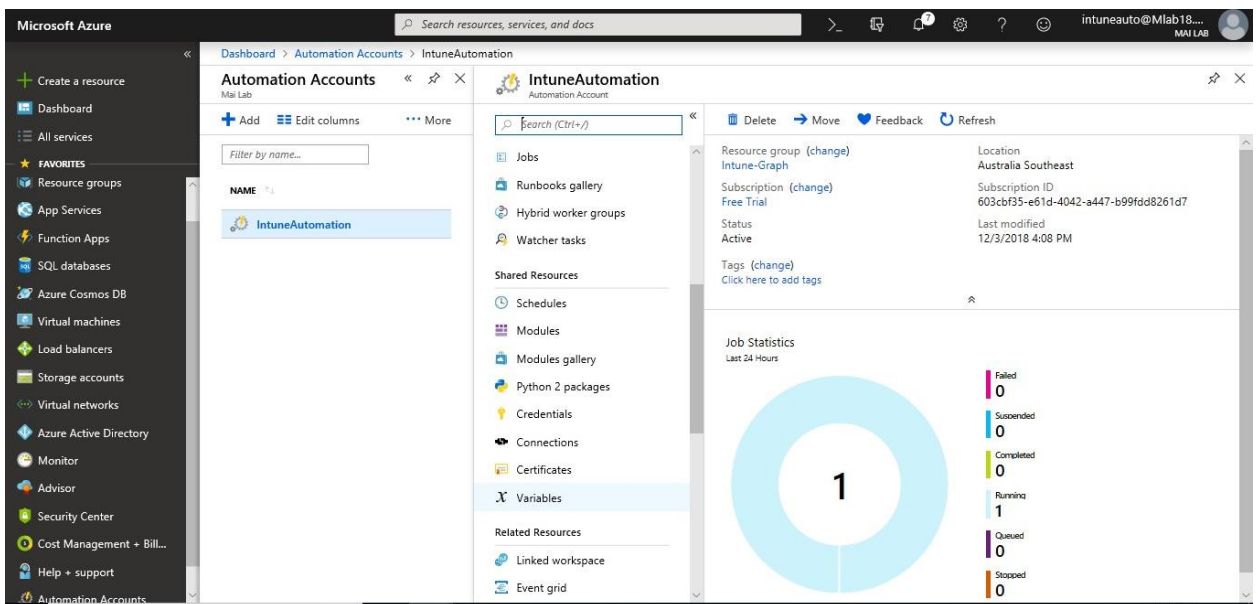 Microsoft Azure
Search resources, services, and docs
>_
7
?
intuneauto@Mlab18....
MAI LAB
Create a resource
Dashboard
All services
FAVORITES
Resource groups
App Services
Function Apps
SQL databases
Azure Cosmos DB
Virtual machines
Load balancers
Storage accounts
Virtual networks
Azure Active Directory
Monitor
Advisor
Security Center
Cost Management + Bill...
Help + support
Automation Accounts
Dashboard > Automation Accounts > IntuneAutomation
Automation Accounts
Mai Lab
Add Edit columns More
Filter by name...
NAME
IntuneAutomation
IntuneAutomation
Automation Account
Search (Ctrl+/)
Jobs
Runbooks gallery
Hybrid worker groups
Watcher tasks
Shared Resources
Schedules
Modules
Modules gallery
Python 2 packages
Credentials
Connections
Certificates
Variables
Related Resources
Linked workspace
Event grid
Delete Move Feedback Refresh
Resource group (change)
Intune-Graph
Subscription (change)
Free Trial
Status
Active
Tags (change)
Click here to add tags
Location
Australia Southeast
Subscription ID
603cbf35-e61d-4042-a447-b99fdd8261d7
Last modified
12/3/2018 4:08 PM
Job Statistics
Last 24 Hours
1
Failed
0
Suspended
0
Completed
0
Running
1
Queued
0
Stopped
0